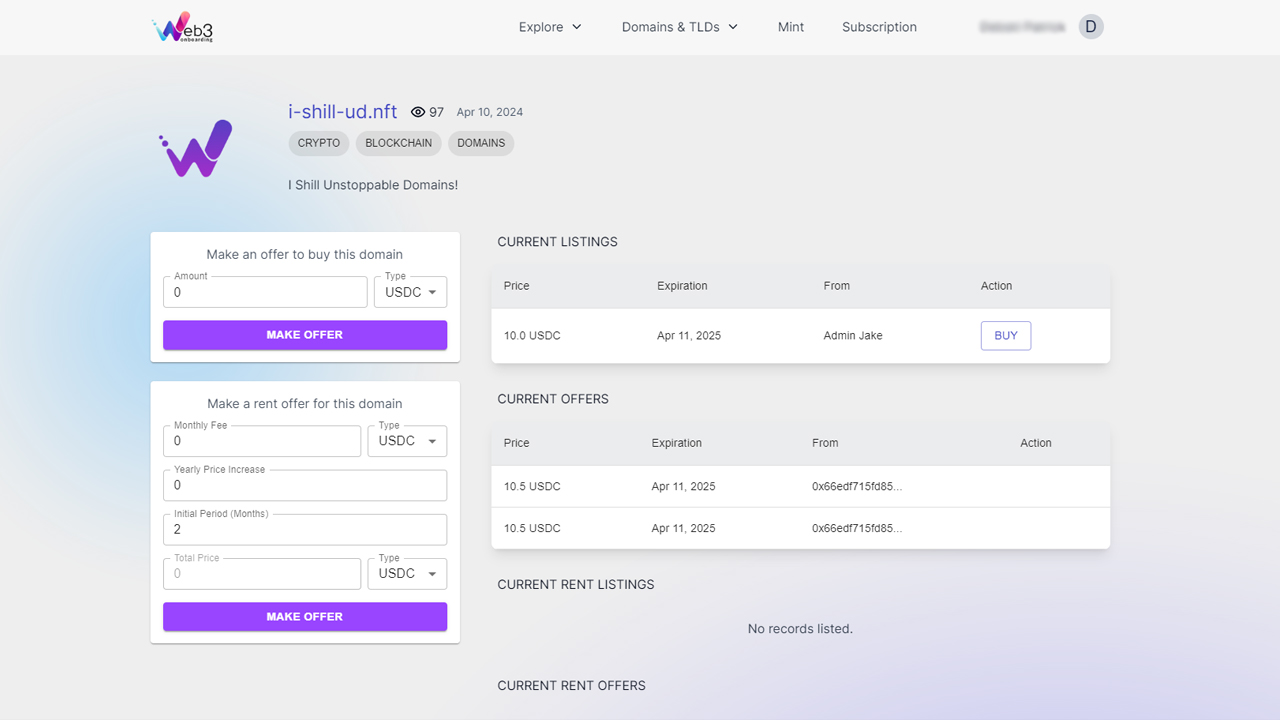 Web3
onboarding
Explore
Domains & TLDs
Mint
Subscription
D
i-shill-ud.nft 97 Apr 10, 2024
CRYPTO BLOCKCHAIN DOMAINS
I Shill Unstoppable Domains!
Make an offer to buy this domain
Amount Type
0 USDC
MAKE OFFER
Make a rent offer for this domain
Monthly Fee Type
0 USDC
Yearly Price Increase
0
Initial Period (Months)
2
Total Price Type
0 USDC
MAKE OFFER
CURRENT LISTINGS
Price Expiration From Action
10.0 USDC Apr 11, 2025 Admin Jake BUY
CURRENT OFFERS
Price Expiration From Action
10.5 USDC Apr 11, 2025 0x66edf715fd85...
10.5 USDC Apr 11, 2025 0x66edf715fd85...
CURRENT RENT LISTINGS
No records listed.
CURRENT RENT OFFERS